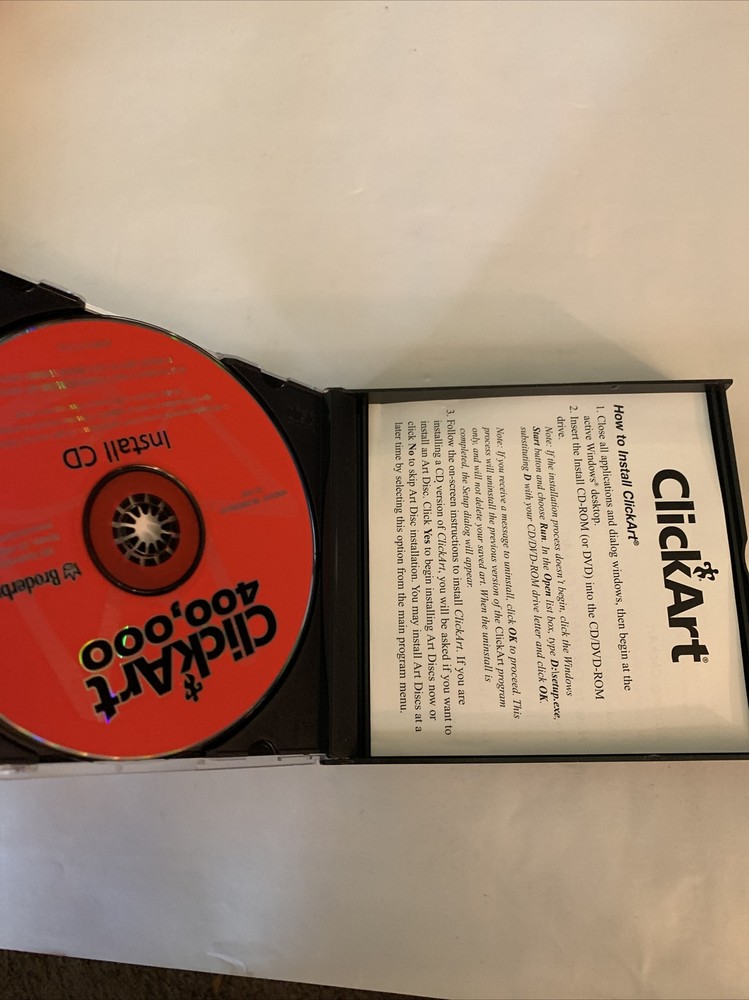 ClickArt®
How to Install ClickArt®
1. Close all applications and dialog windows, then begin at the
active Windows® desktop.
2. Insert the Install CD-ROM (or DVD) into the CD/DVD-ROM
drive.
Note: If the installation process doesn't begin, click the Windows
Start button and choose Run. In the Open list box, type D:\setup.exe,
substituting D with your CD/DVD-ROM drive letter and click OK.
Note: If you receive a message to uninstall, click OK to proceed. This
process will uninstall the previous version of the ClickArt program
only, and will not delete your saved art. When the uninstall is
completed, the Setup dialog will appear.
3. Follow the on-screen instructions to install ClickArt. If you are
installing a CD version of ClickArt, you will be asked if you want to
install an Art Disc. Click Yes to begin installing Art Discs now or
click No to skip Art Disc installation. You may install Art Discs at a
later time by selecting this option from the main program menu.
ClickArt
400,000
Install CD